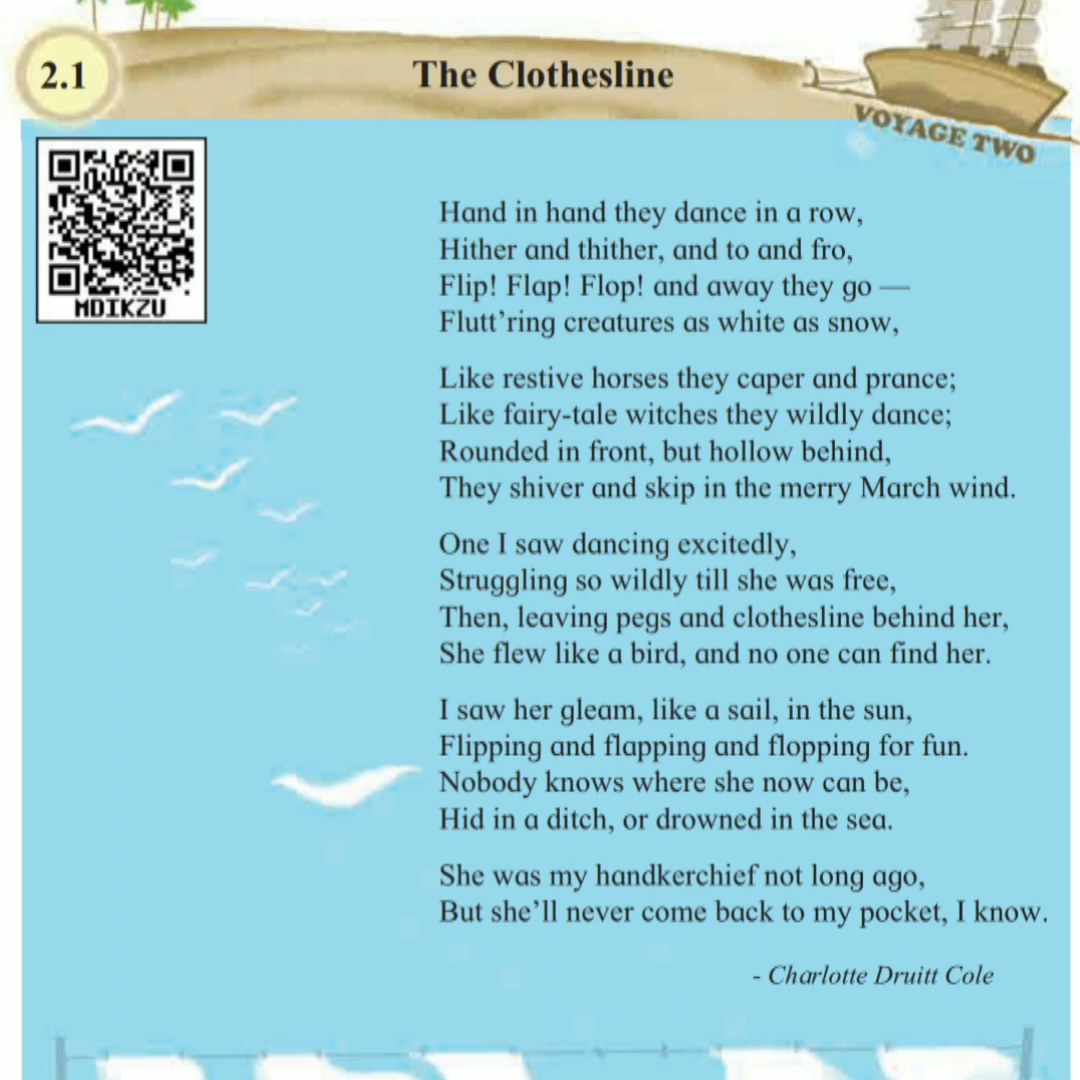 2.1
The Clothesline
VOYAGE TWO
MDIKZU
Hand in hand they dance in a row,
Hither and thither, and to and fro,
Flip! Flap! Flop! and away they go —
Flutt’ring creatures as white as snow,
Like restive horses they caper and prance;
Like fairy-tale witches they wildly dance;
Rounded in front, but hollow behind,
They shiver and skip in the merry March wind.
One I saw dancing excitedly,
Struggling so wildly till she was free,
Then, leaving pegs and clothesline behind her,
She flew like a bird, and no one can find her.
I saw her gleam, like a sail, in the sun,
Flipping and flapping and flopping for fun.
Nobody knows where she now can be,
Hid in a ditch, or drowned in the sea.
She was my handkerchief not long ago,
But she’ll never come back to my pocket, I know.
- Charlotte Druitt Cole